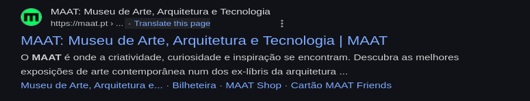 MAAT: Museu de Arte, Arquitetura e Tecnologia
https://maat.pt › ... - Translate this page
MAAT: Museu de Arte, Arquitetura e Tecnologia | MAAT
O MAAT é onde a criatividade, curiosidade e inspiração se encontram. Descubra as melhores
exposições de arte contemporânea num dos ex-líbris da arquitetura ...
Museu de Arte, Arquitetura e... · Bilheteira · MAAT Shop · Cartão MAAT Friends